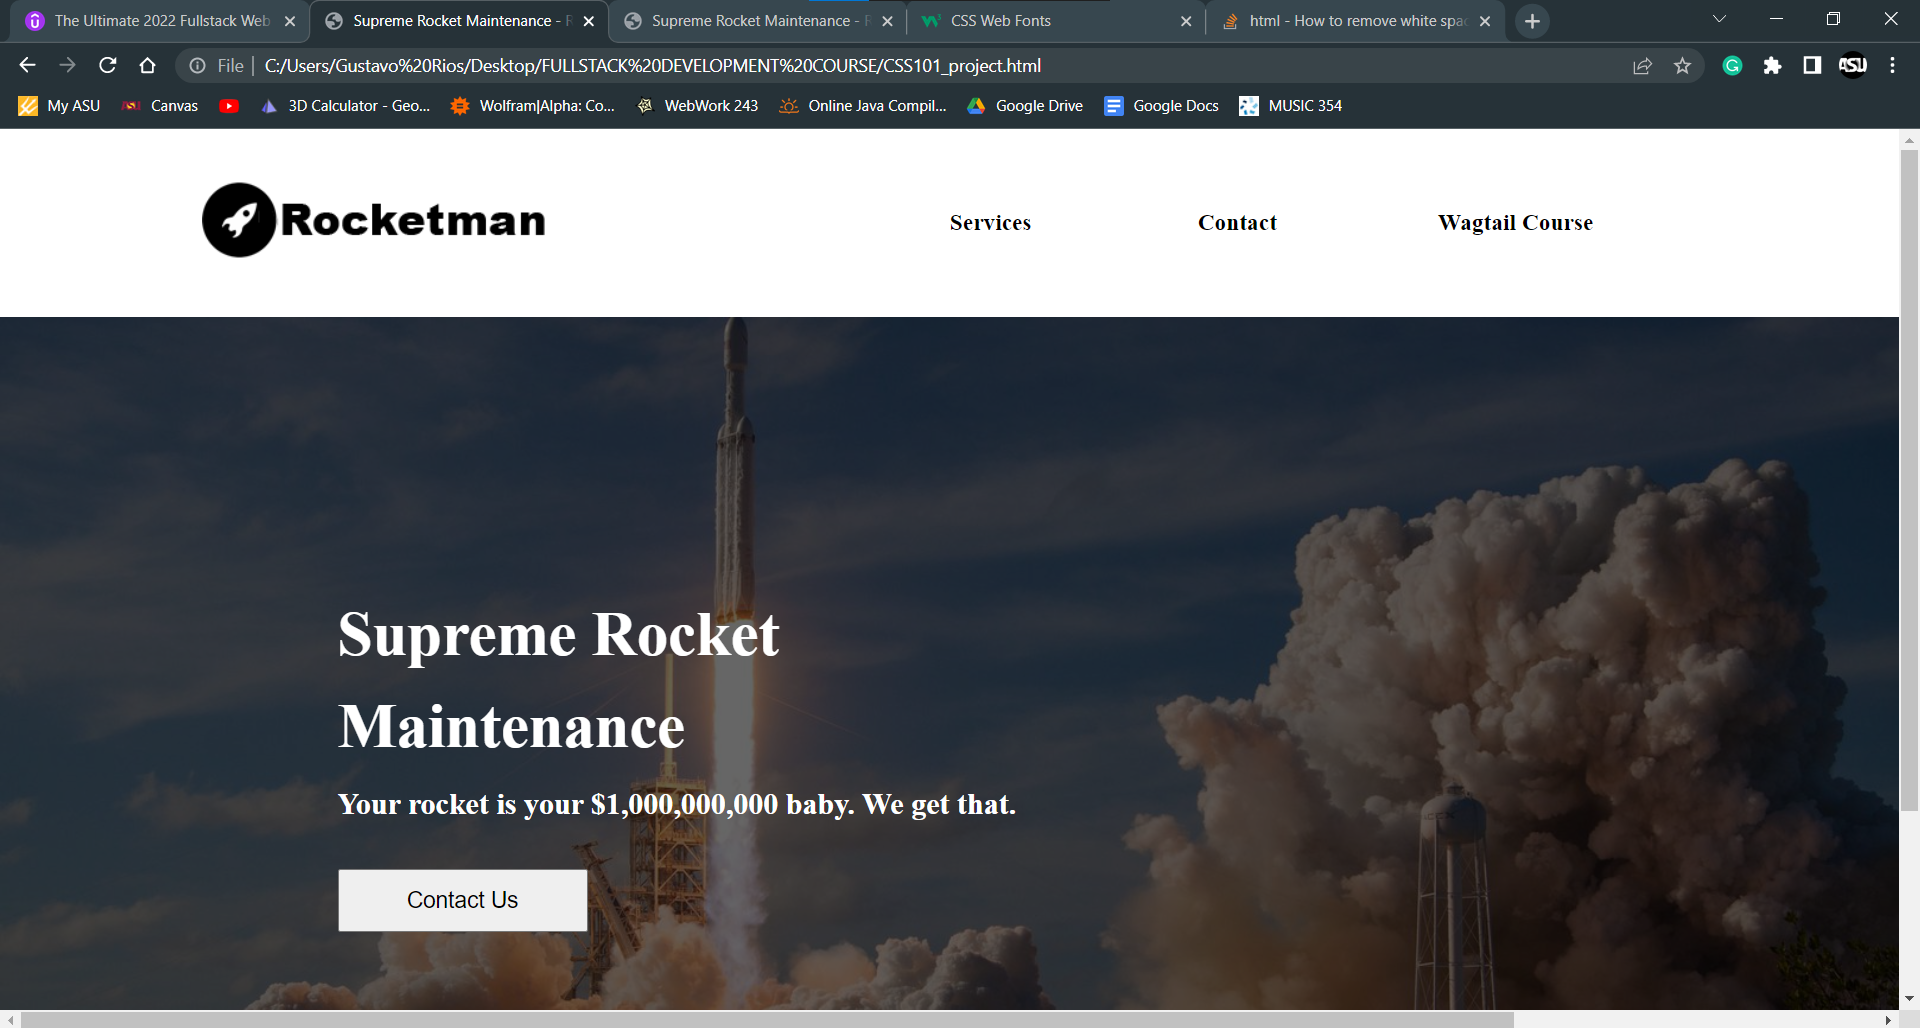 The Ultimate 2022 Fullstack Web
Supreme Rocket Maintenance - R
Supreme Rocket Maintenance - R
CSS Web Fonts
html - How to remove white spac
File
C:/Users/Gustavo%20Rios/Desktop/FULLSTACK%20DEVELOPMENT%20COURSE/CSS101_project.html
ASU
My ASU
Canvas
3D Calculator - Geo...
Wolfram|Alpha: Co...
WebWork 243
Online Java Compil...
Google Drive
Google Docs
MUSIC 354
Rocketman
Services
Contact
Wagtail Course
Supreme Rocket
Maintenance
Your rocket is your $1,000,000,000 baby. We get that.
Contact Us